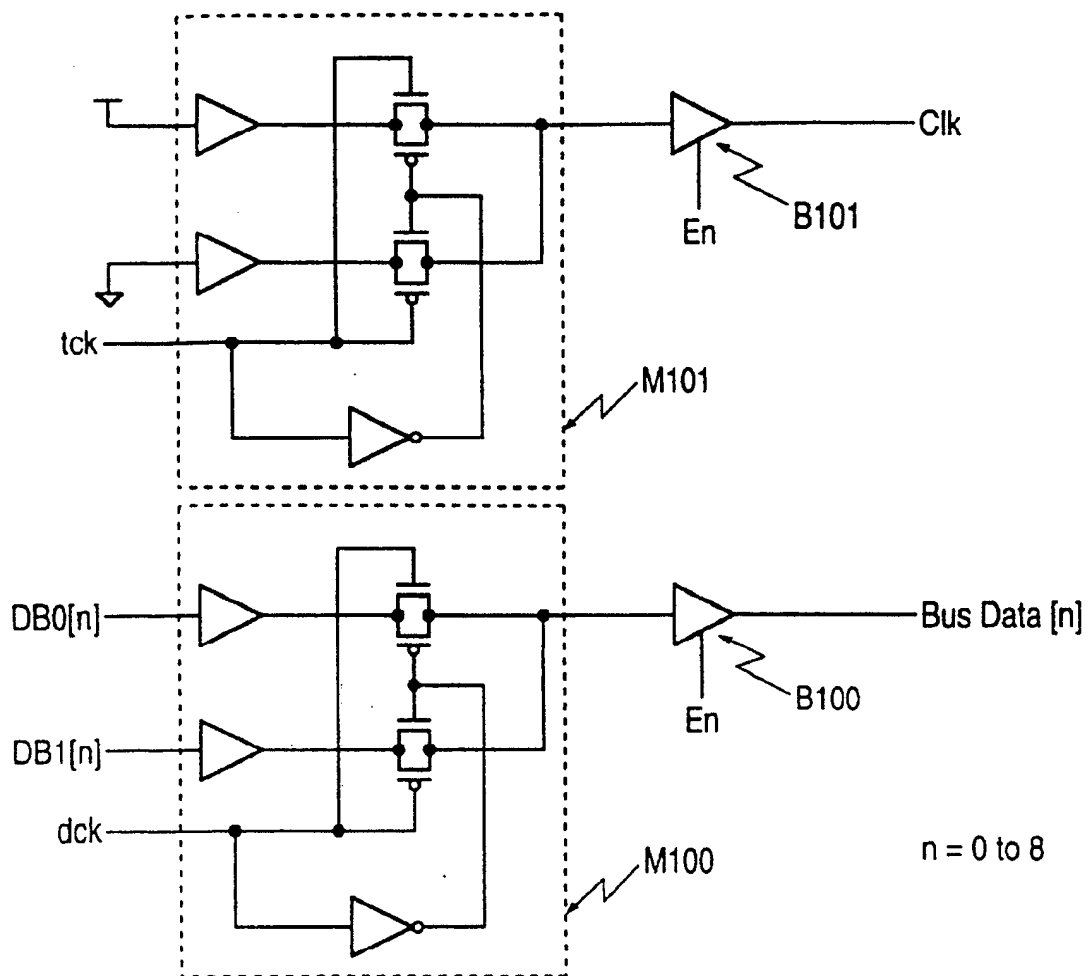 Clk
B101
En
tck
M101
DB0[n]
Bus Data [n]
B100
En
DB1[n]
dck
n = 0 to 8
M100